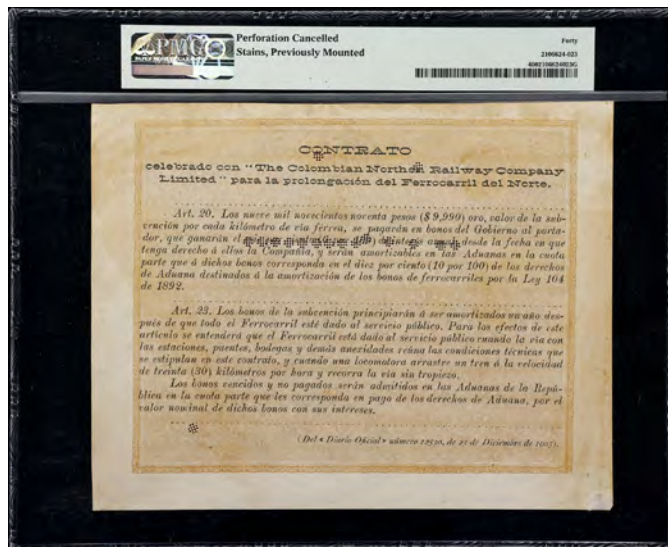 PMG
Perforation Cancelled
Stains, Previously Mounted
Forty
2106624-023
CONTRATO
celebrado con "The Colombian Northern Railway Company
Limited" para la prolongación del Ferrocarril del Norte.
Art. 20. Los nueve mil novecientos noventa pesos ($ 9,990) oro, valor de la sub-
vención por cada kilómetro de vía férrea, se pagarán en bonos del Gobierno al porta-
dor, que ganarán el de interés anual desde la fecha en que
tenga derecho á ellos la Compañía, y serán amortizables en las Aduanas en la cuota
parte que á dichos bonos corresponda en el diez por ciento (10 por 100) de los derechos
de Aduana destinados á la amortización de los bonos de ferrocarriles por la Ley 104
de 1892.
Art. 23. Los bonos de la subvención principiarán á ser amortizados un año des-
pués de que todo el Ferrocarril esté dado al servicio público. Para los efectos de este
artículo se entenderá que el Ferrocarril está dado al servicio público cuando la vía con
las estaciones, puentes, bodegas y demás anexidades reúna las condiciones técnicas que
se estipulan en este contrato, y cuando una locomotora arrastre un tren á la velocidad
de treinta (30) kilómetros por hora y recorra la vía sin tropiezo.
Los bonos vencidos y no pagados serán admitidos en las Aduanas de la Repú-
blica en la cuota parte que les corresponda en pago de los derechos de Aduana, por el
valor nominal de dichos bonos con sus intereses.
(Del « Diario Oficial » número 12530, de 27 de Diciembre de 1905).